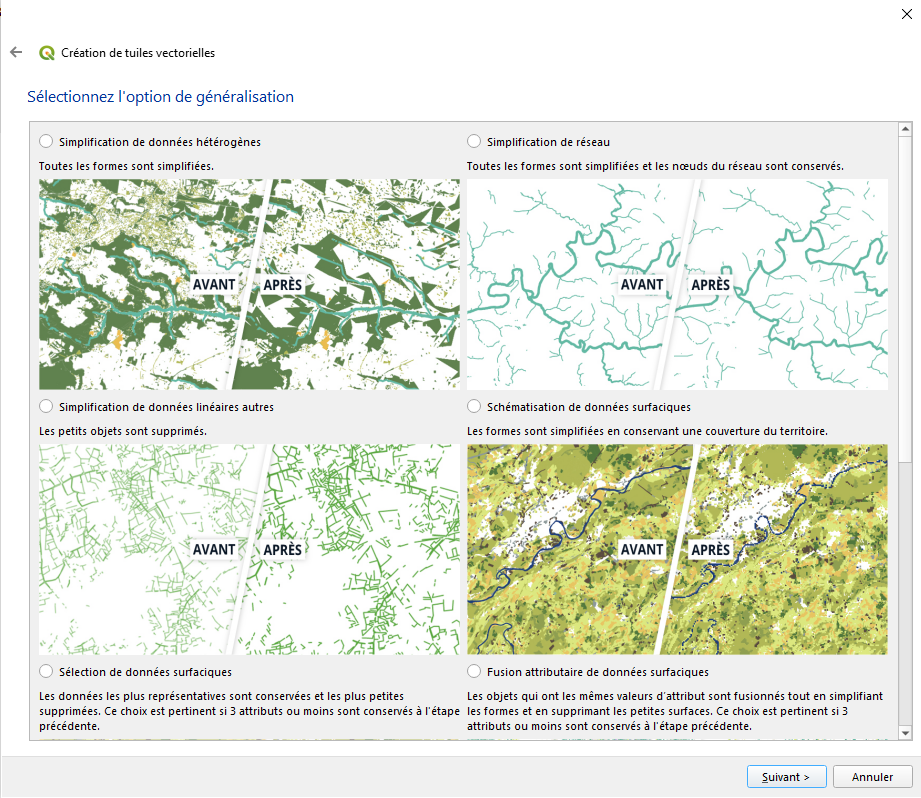 Création de tuiles vectorielles
Sélectionnez l'option de généralisation
Simplification de données hétérogènes
Toutes les formes sont simplifiées.
AVANT
APRÈS
Simplification de réseau
Toutes les formes sont simplifiées et les nœuds du réseau sont conservés.
AVANT
APRÈS
Simplification de données linéaires autres
Les petits objets sont supprimés.
AVANT
APRÈS
Schématisation de données surfaciques
Les formes sont simplifiées en conservant une couverture du territoire.
AVANT
APRÈS
Sélection de données surfaciques
Les données les plus représentatives sont conservées et les plus petites
supprimées. Ce choix est pertinent si 3 attributs ou moins sont conservés à l'étape
précédente.
Fusion attributaire de données surfaciques
Les objets qui ont les mêmes valeurs d'attribut sont fusionnés tout en simplifiant
les formes et en supprimant les petites surfaces. Ce choix est pertinent si 3
attributs ou moins sont conservés à l'étape précédente.
Suivant >
Annuler